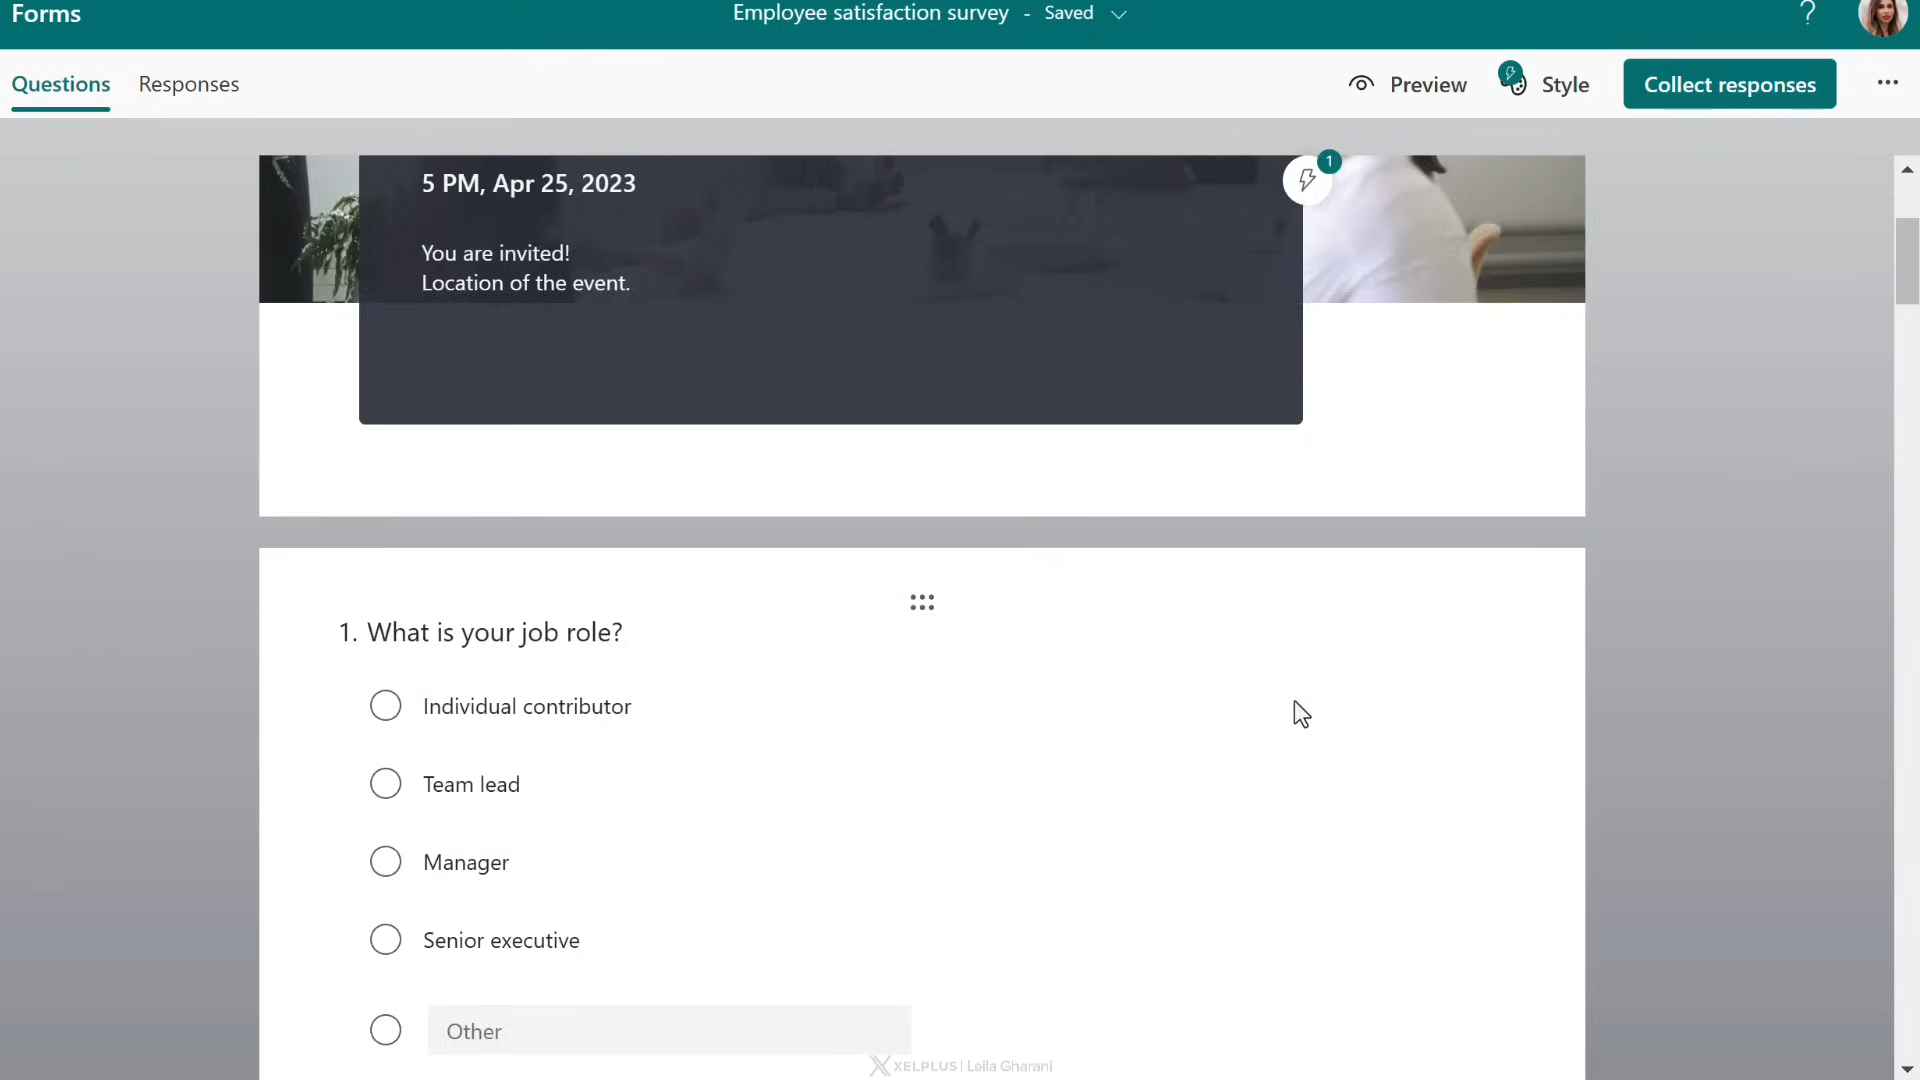 Forms
Employee satisfaction survey - Saved
?
Questions Responses
Preview Style Collect responses
5 PM, Apr 25, 2023
1
You are invited!
Location of the event.
1. What is your job role?
Individual contributor
Team lead
Manager
Senior executive
Other
XELPLUS | Leila Gharani